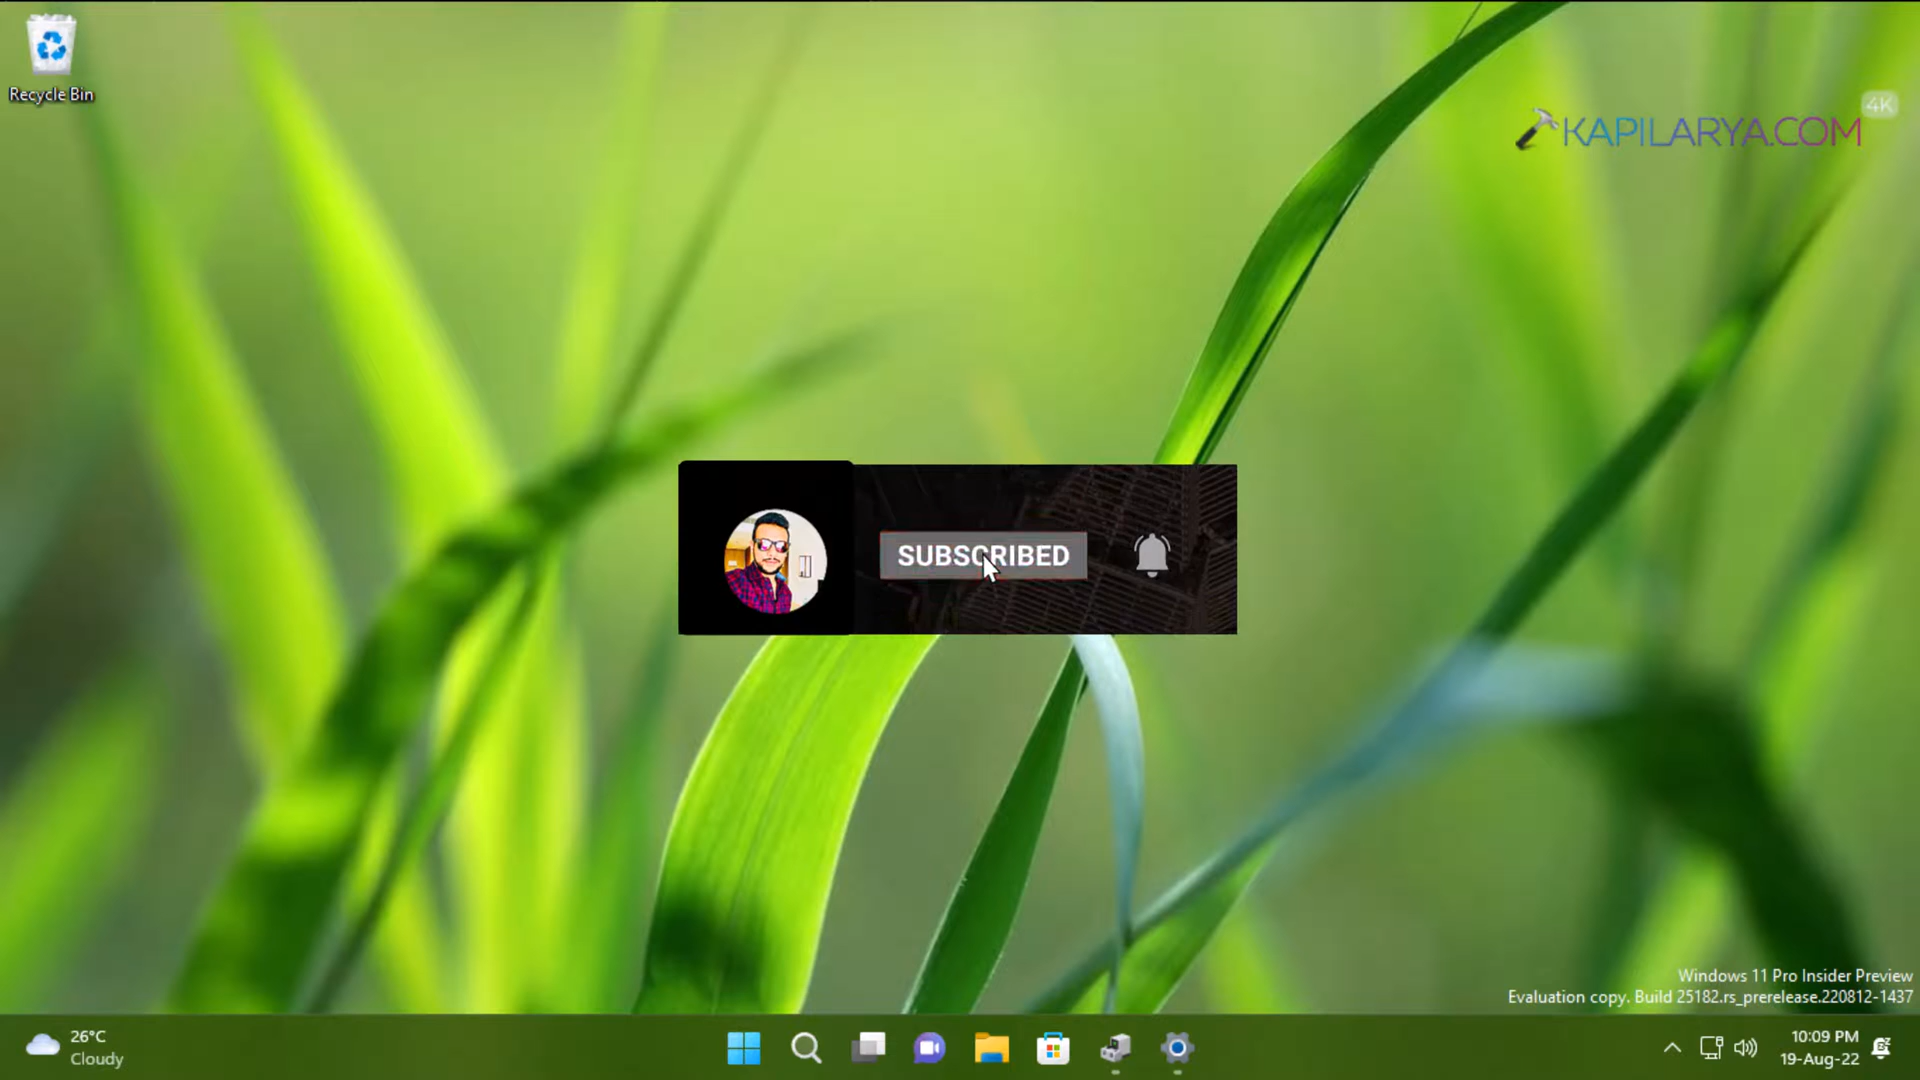 Recycle Bin
4K
KAPILARYA.COM
SUBSCRIBED
Windows 11 Pro Insider Preview
Evaluation copy. Build 25182.rs_prerelease.220812-1437
26°C
Cloudy
10:09 PM
19-Aug-22